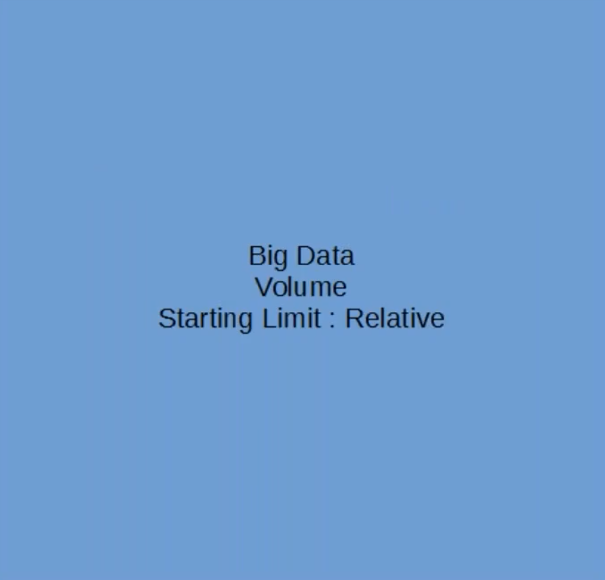 Big Data
Volume
Starting Limit : Relative